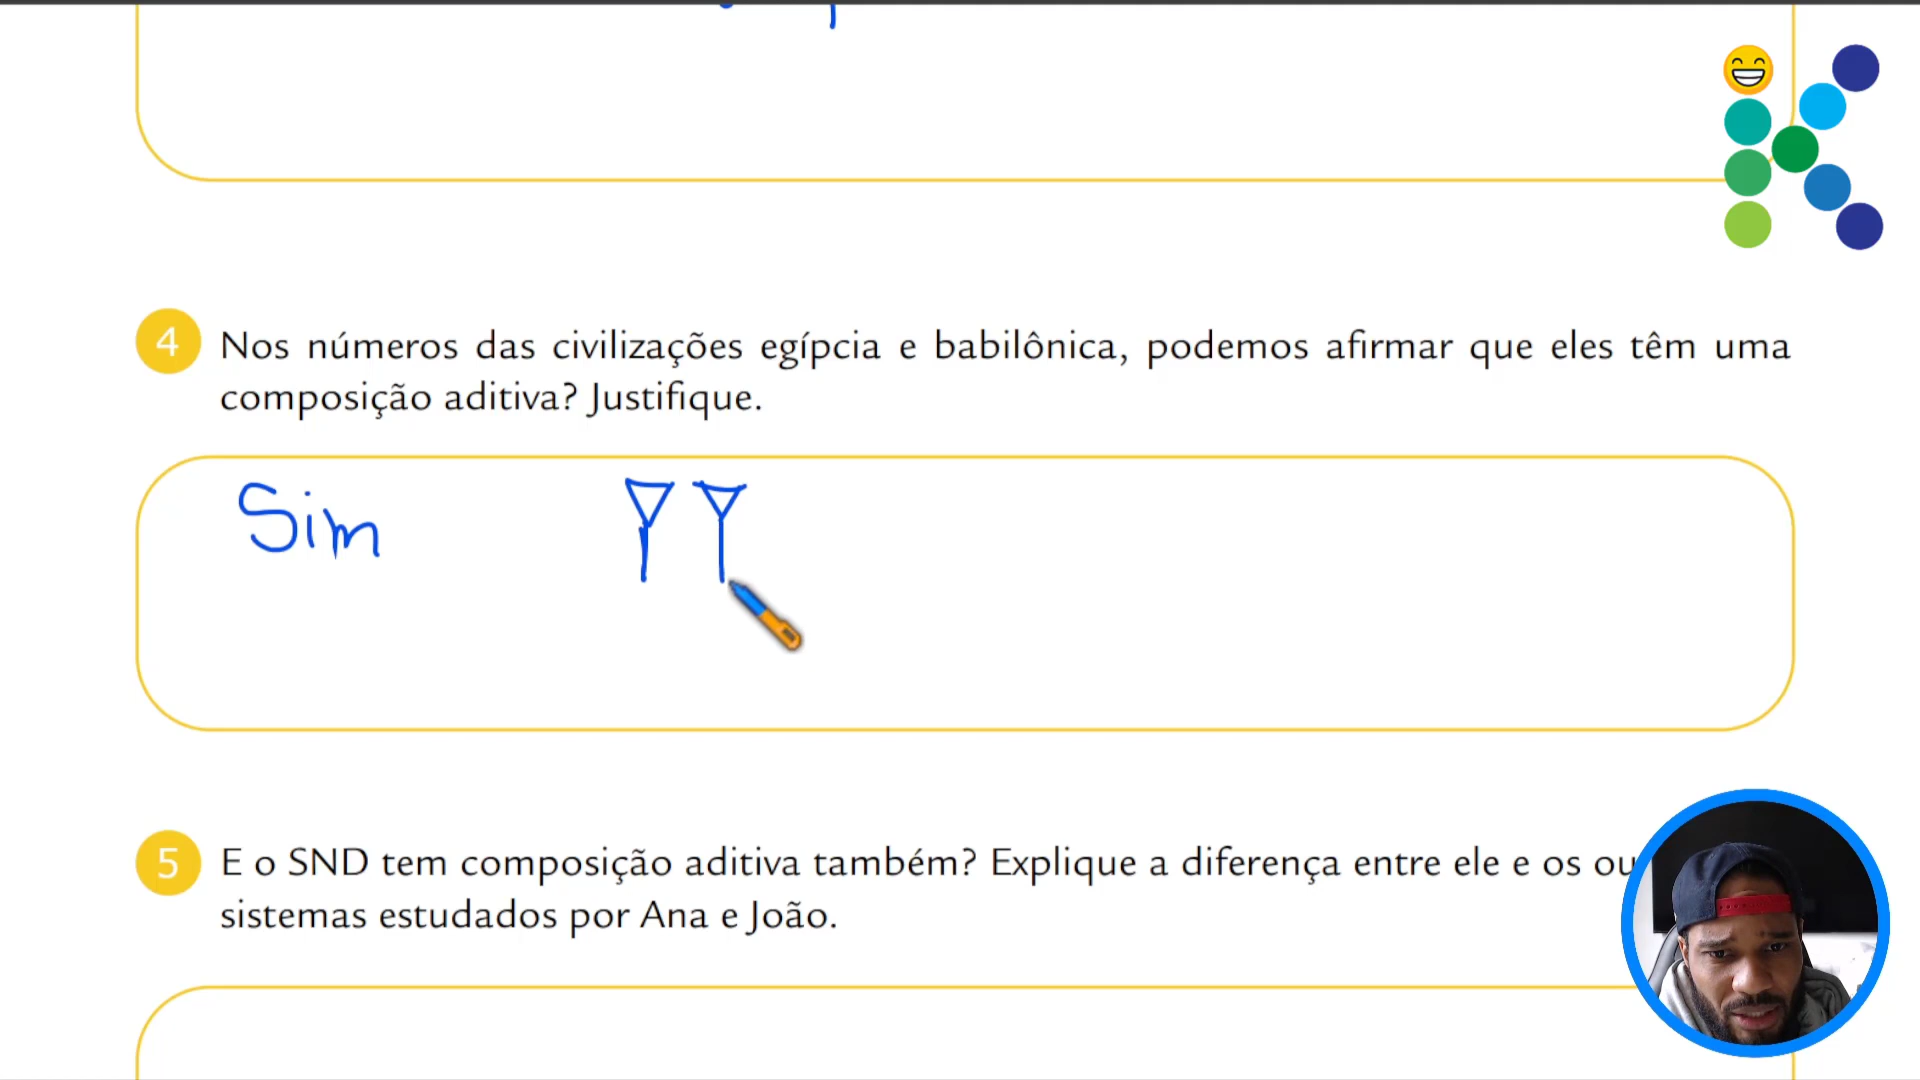 4 Nos números das civilizações egípcia e babilônica, podemos afirmar que eles têm uma
composição aditiva? Justifique.
Sim
5 E o SND tem composição aditiva também? Explique a diferença entre ele e os ou
sistemas estudados por Ana e João.